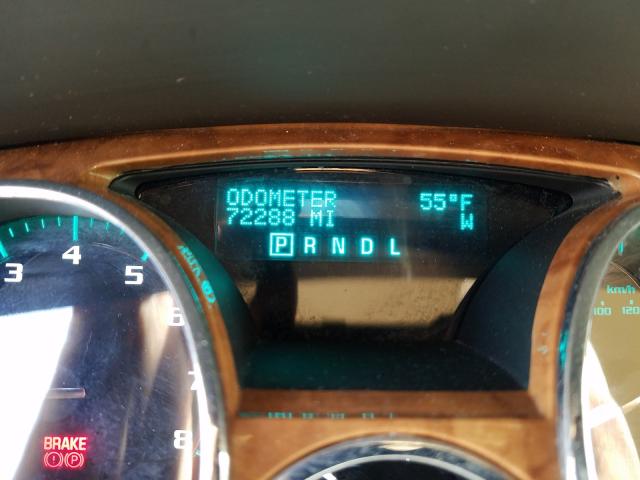 ODOMETER 55°F
72288 MI W
P R N D L
3 4 5
6
7
8
BRAKE
(!) (P)
km/h
100 120